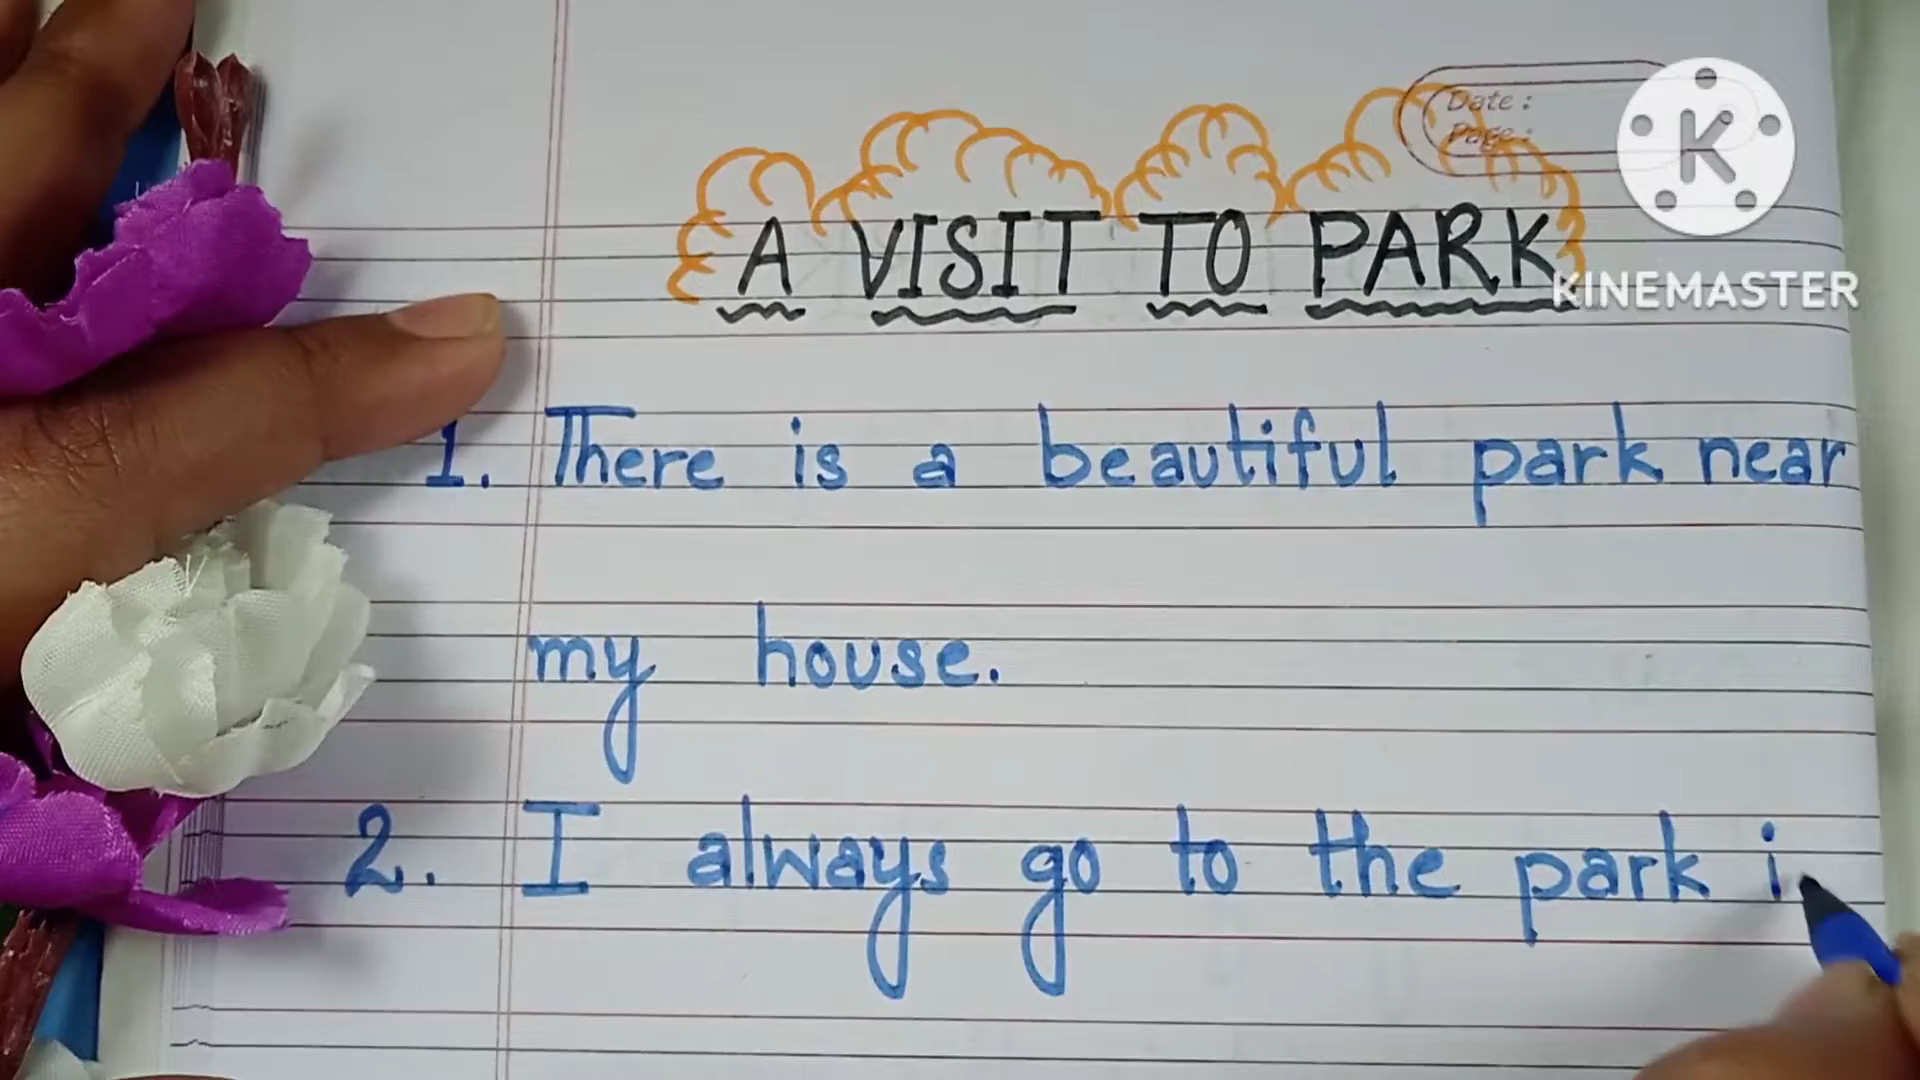 Date :
Page :
K
KINEMASTER
A VISIT TO PARK
1. There is a beautiful park near
my house.
2. I always go to the park i